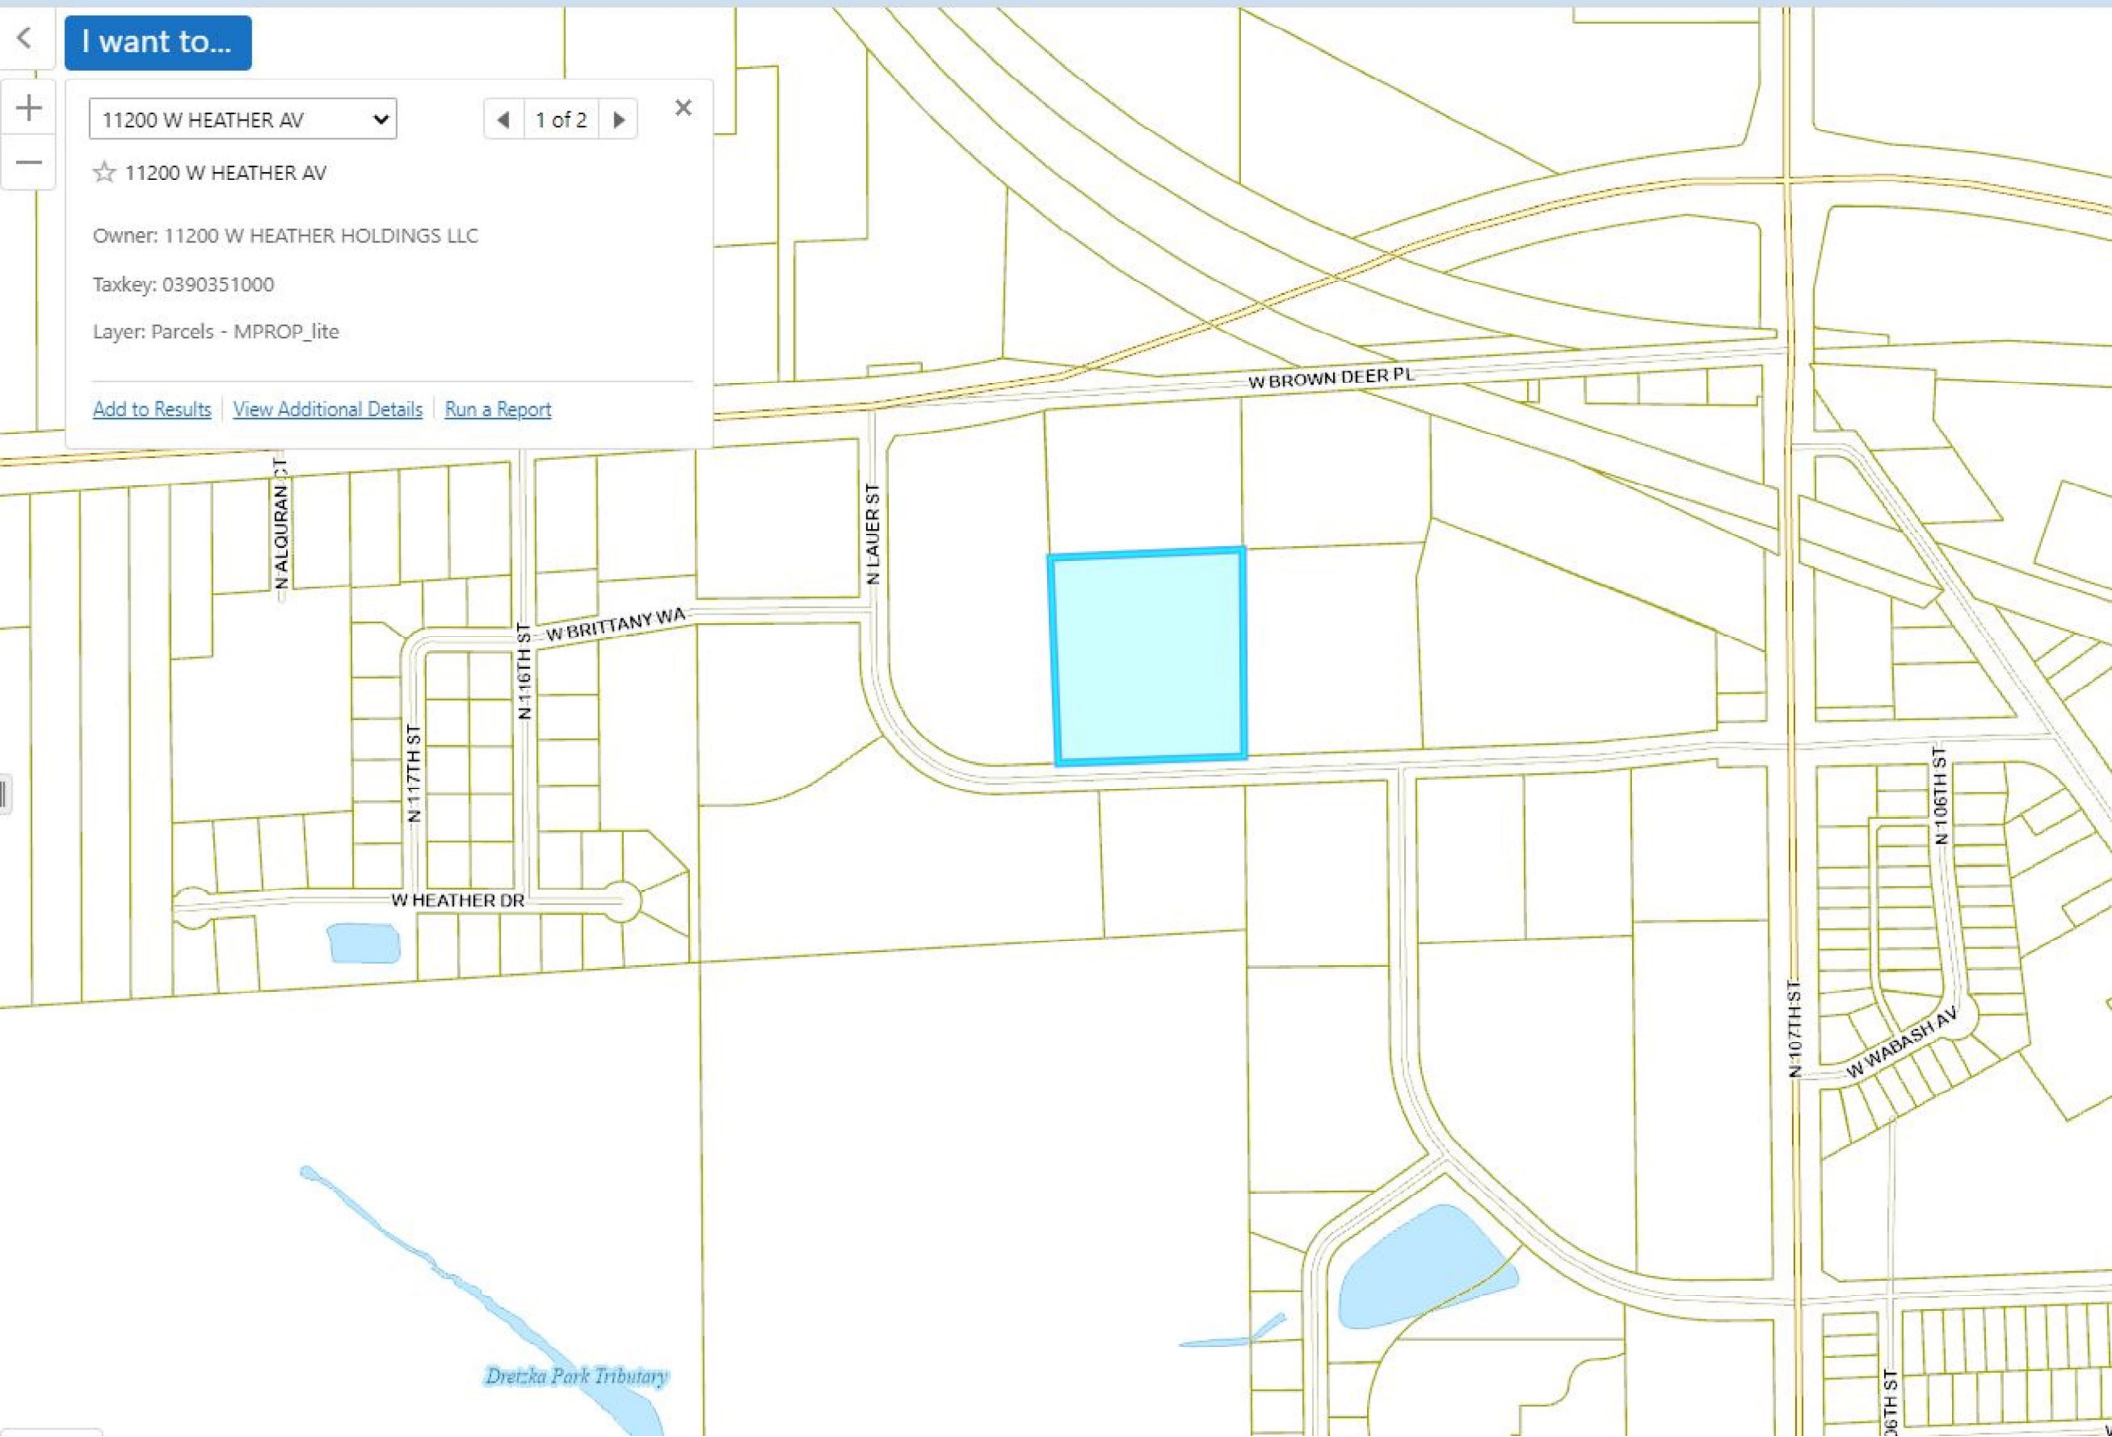 I want to...
11200 W HEATHER AV
1 of 2
11200 W HEATHER AV
Owner: 11200 W HEATHER HOLDINGS LLC
Taxkey: 0390351000
Layer: Parcels - MPROP_lite
Add to Results
View Additional Details
Run a Report
W BROWN DEER PL
N ALQURAN CT
N LAUER ST
W BRITTANY WA
N 116TH ST
N 117TH ST
N 106TH ST
W HEATHER DR
N 107TH ST
W WABASH AV
Dretzka Park Tributary
06TH ST